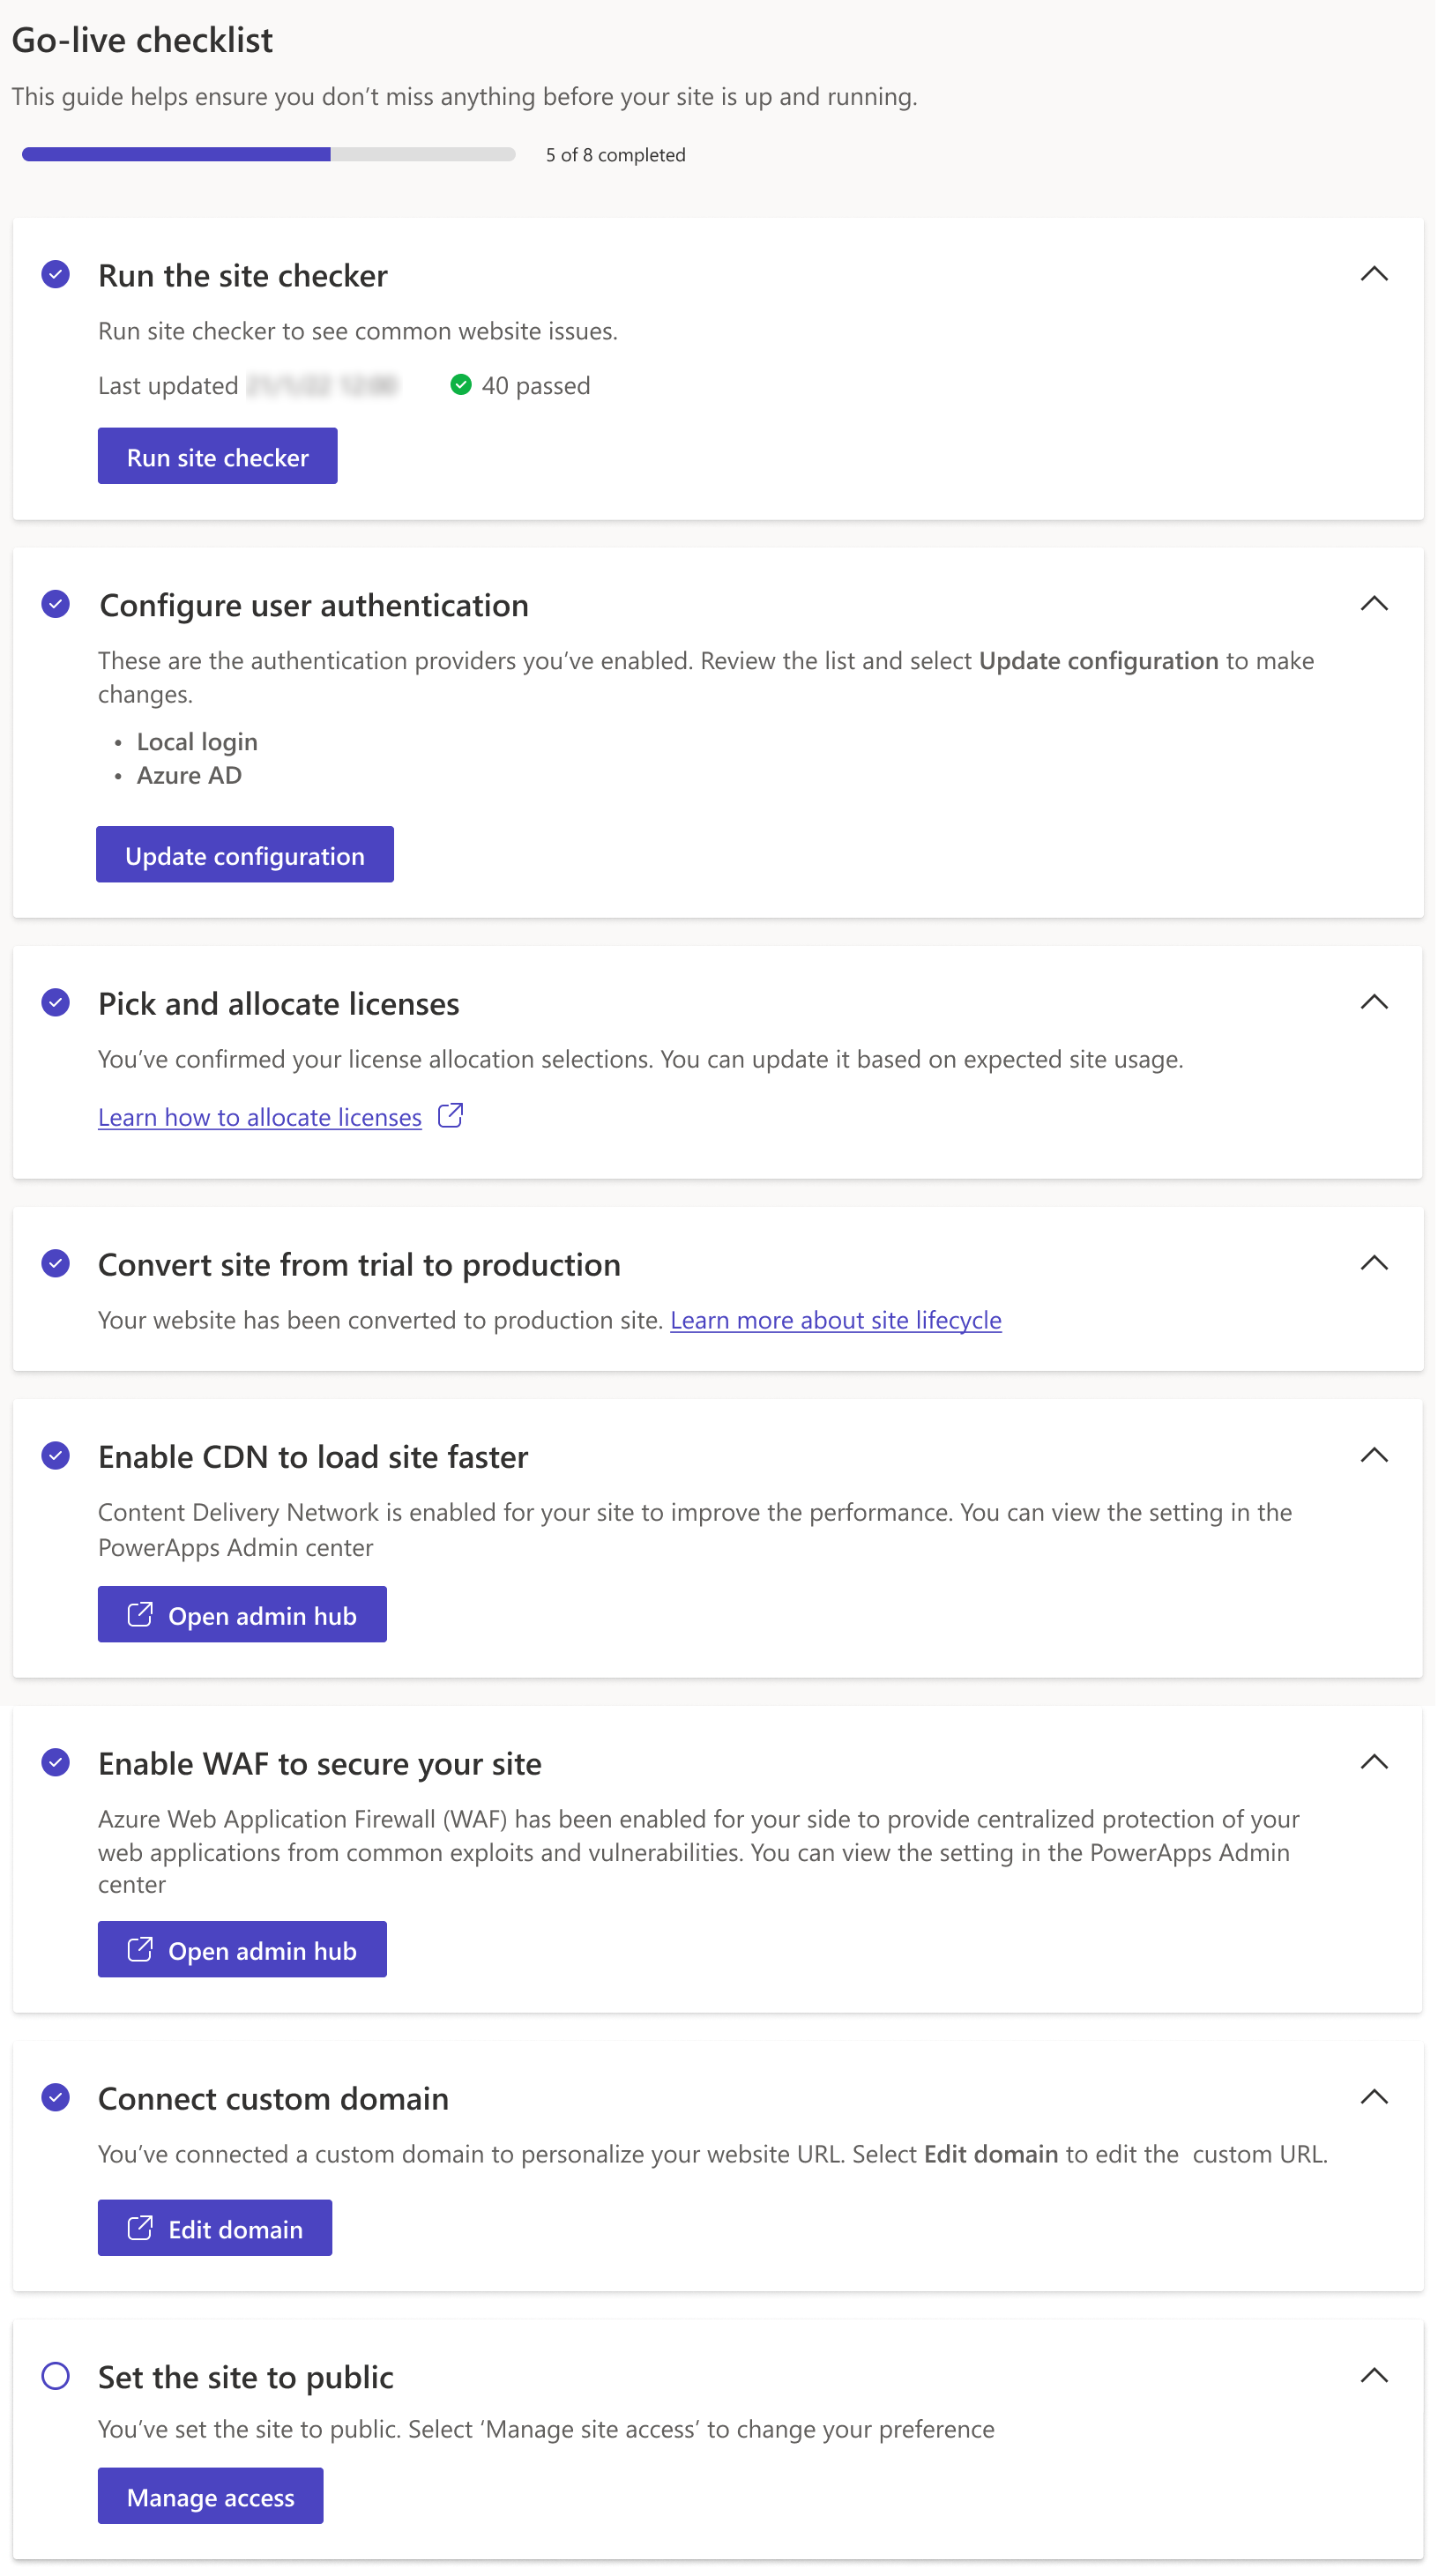 Go-live checklist
This guide helps ensure you don’t miss anything before your site is up and running.
5 of 8 completed
Run the site checker
Run site checker to see common website issues.
Last updated
40 passed
Run site checker
Configure user authentication
These are the authentication providers you’ve enabled. Review the list and select Update configuration to make
changes.
• Local login
• Azure AD
Update configuration
Pick and allocate licenses
You’ve confirmed your license allocation selections. You can update it based on expected site usage.
Learn how to allocate licenses
Convert site from trial to production
Your website has been converted to production site. Learn more about site lifecycle
Enable CDN to load site faster
Content Delivery Network is enabled for your site to improve the performance. You can view the setting in the
PowerApps Admin center
Open admin hub
Enable WAF to secure your site
Azure Web Application Firewall (WAF) has been enabled for your side to provide centralized protection of your
web applications from common exploits and vulnerabilities. You can view the setting in the PowerApps Admin
center
Open admin hub
Connect custom domain
You’ve connected a custom domain to personalize your website URL. Select Edit domain to edit the  custom URL.
Edit domain
Set the site to public
You’ve set the site to public. Select ‘Manage site access’ to change your preference
Manage access